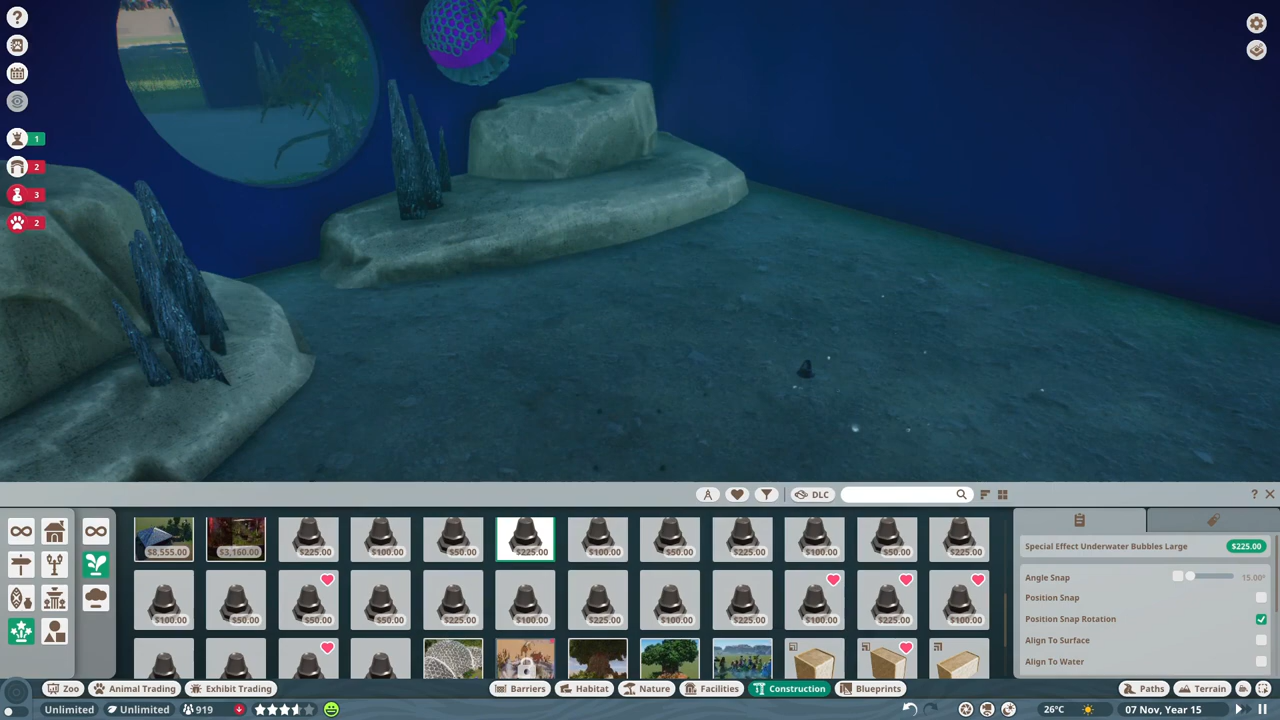 ?
1
2
3
2
DLC
?
$8,555.00 $3,160.00 $225.00 $100.00 $50.00 $225.00 $100.00 $50.00 $225.00 $100.00 $50.00 $225.00
$100.00 $50.00 $50.00 $100.00 $50.00 $225.00 $225.00 $50.00 $225.00 $100.00 $225.00 $100.00
Special Effect Underwater Bubbles Large $225.00
Angle Snap 15.00°
Position Snap
Position Snap Rotation
Align To Surface
Align To Water
Zoo Animal Trading Exhibit Trading Barriers Habitat Nature Facilities Construction Blueprints Paths Terrain
Unlimited Unlimited 919 26°C 07 Nov, Year 15